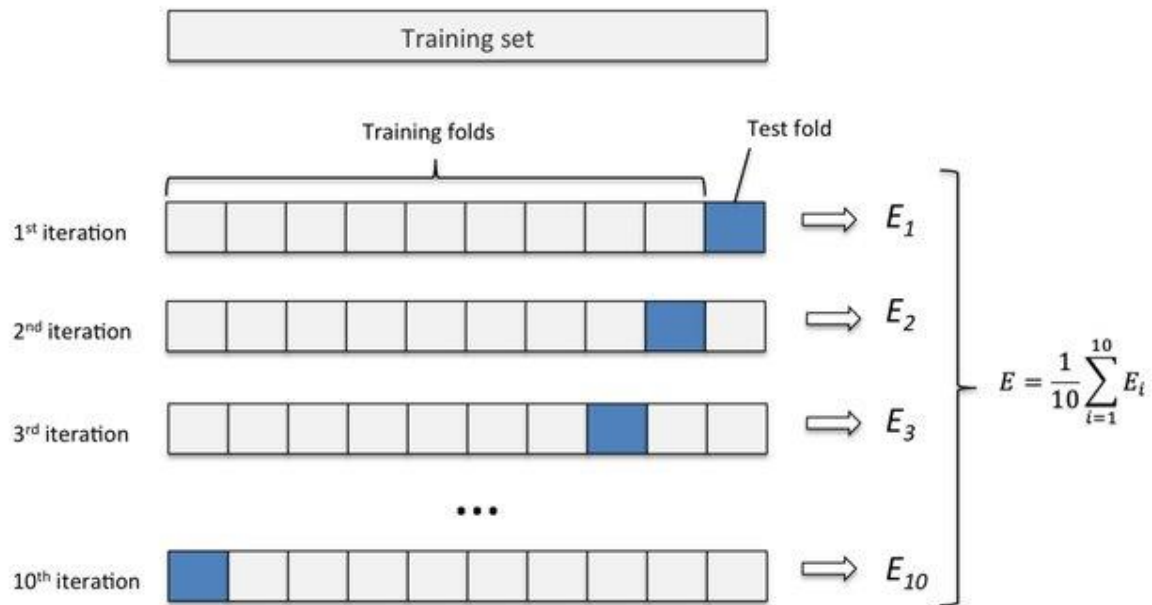 Training set
Training folds
Test fold
1st iteration
E1
2nd iteration
E2
3rd iteration
E3
...
10th iteration
E10
E = 1/10 ∑_{i=1}^{10} E_i